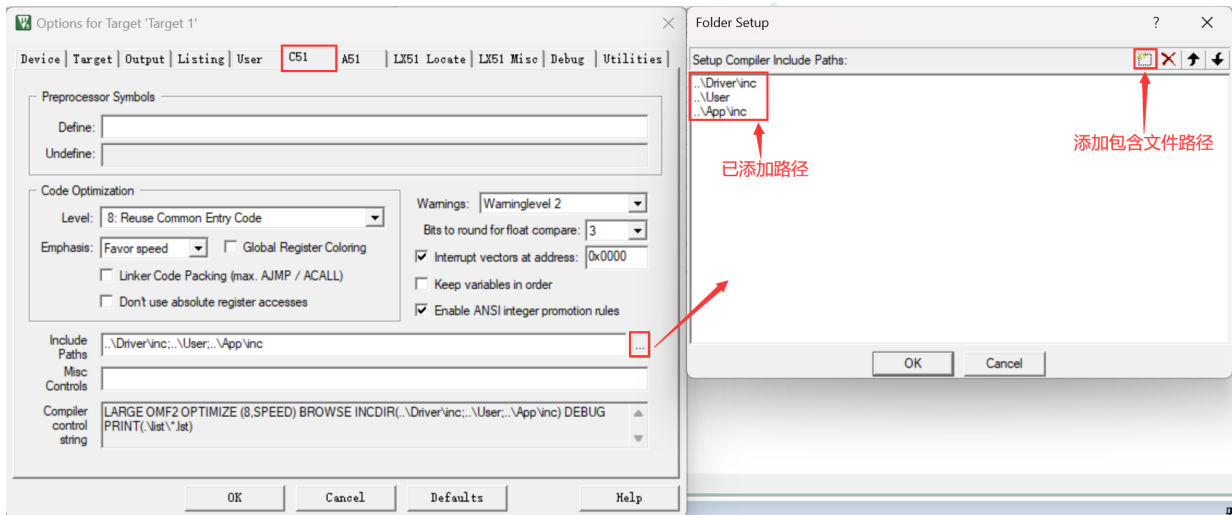 Options for Target 'Target 1'
Device Target Output Listing User C51 A51 LX51 Locate LX51 Misc Debug Utilities
Preprocessor Symbols
Define:
Undefine:
Code Optimization
Level: 8: Reuse Common Entry Code
Emphasis: Favor speed Global Register Coloring
Linker Code Packing (max. AJMP / ACALL)
Don't use absolute register accesses
Warnings: Warninglevel 2
Bits to round for float compare: 3
Interrupt vectors at address: 0x0000
Keep variables in order
Enable ANSI integer promotion rules
Include
Paths
..\Driver\inc;..\User;..\App\inc
...
Misc
Controls
Compiler
control
string
LARGE OMF2 OPTIMIZE (8,SPEED) BROWSE INCDIR(..\Driver\inc;..\User;..\App\inc) DEBUG
PRINT(.\list\*.lst)
OK Cancel Defaults Help
Folder Setup
?
Setup Compiler Include Paths:
..\Driver\inc
..\User
..\App\inc
已添加路径
添加包含文件路径
OK Cancel